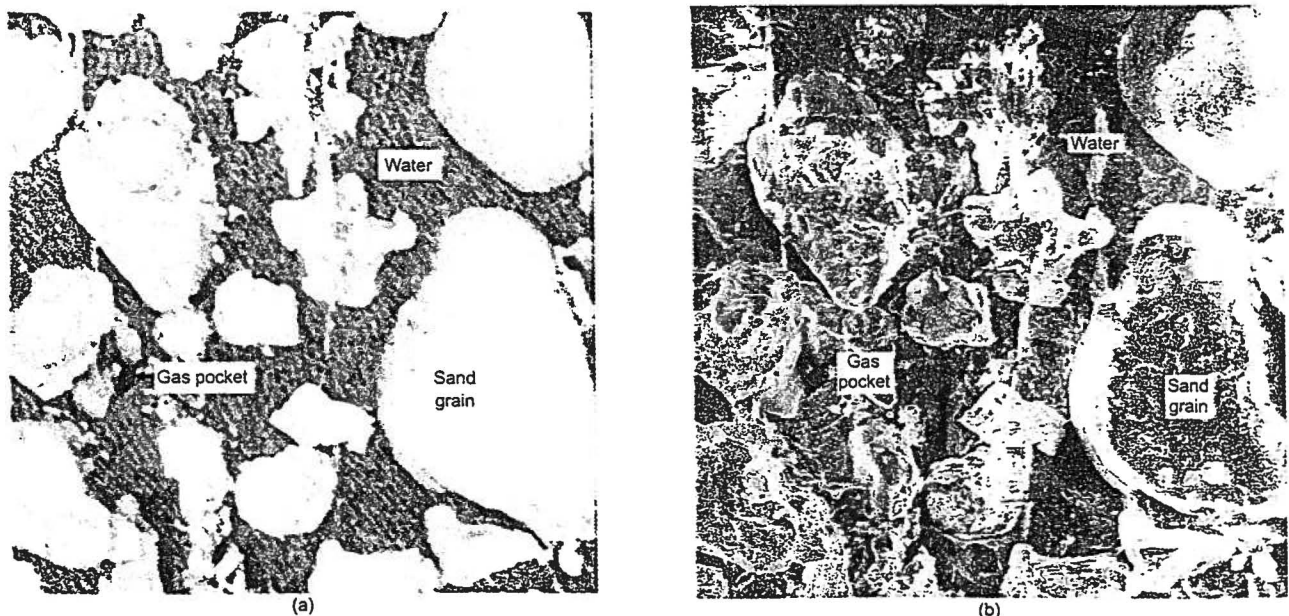 Water
Gas pocket
Sand
grain
(a)
Water
Gas
pocket
Sand
grain
(b)